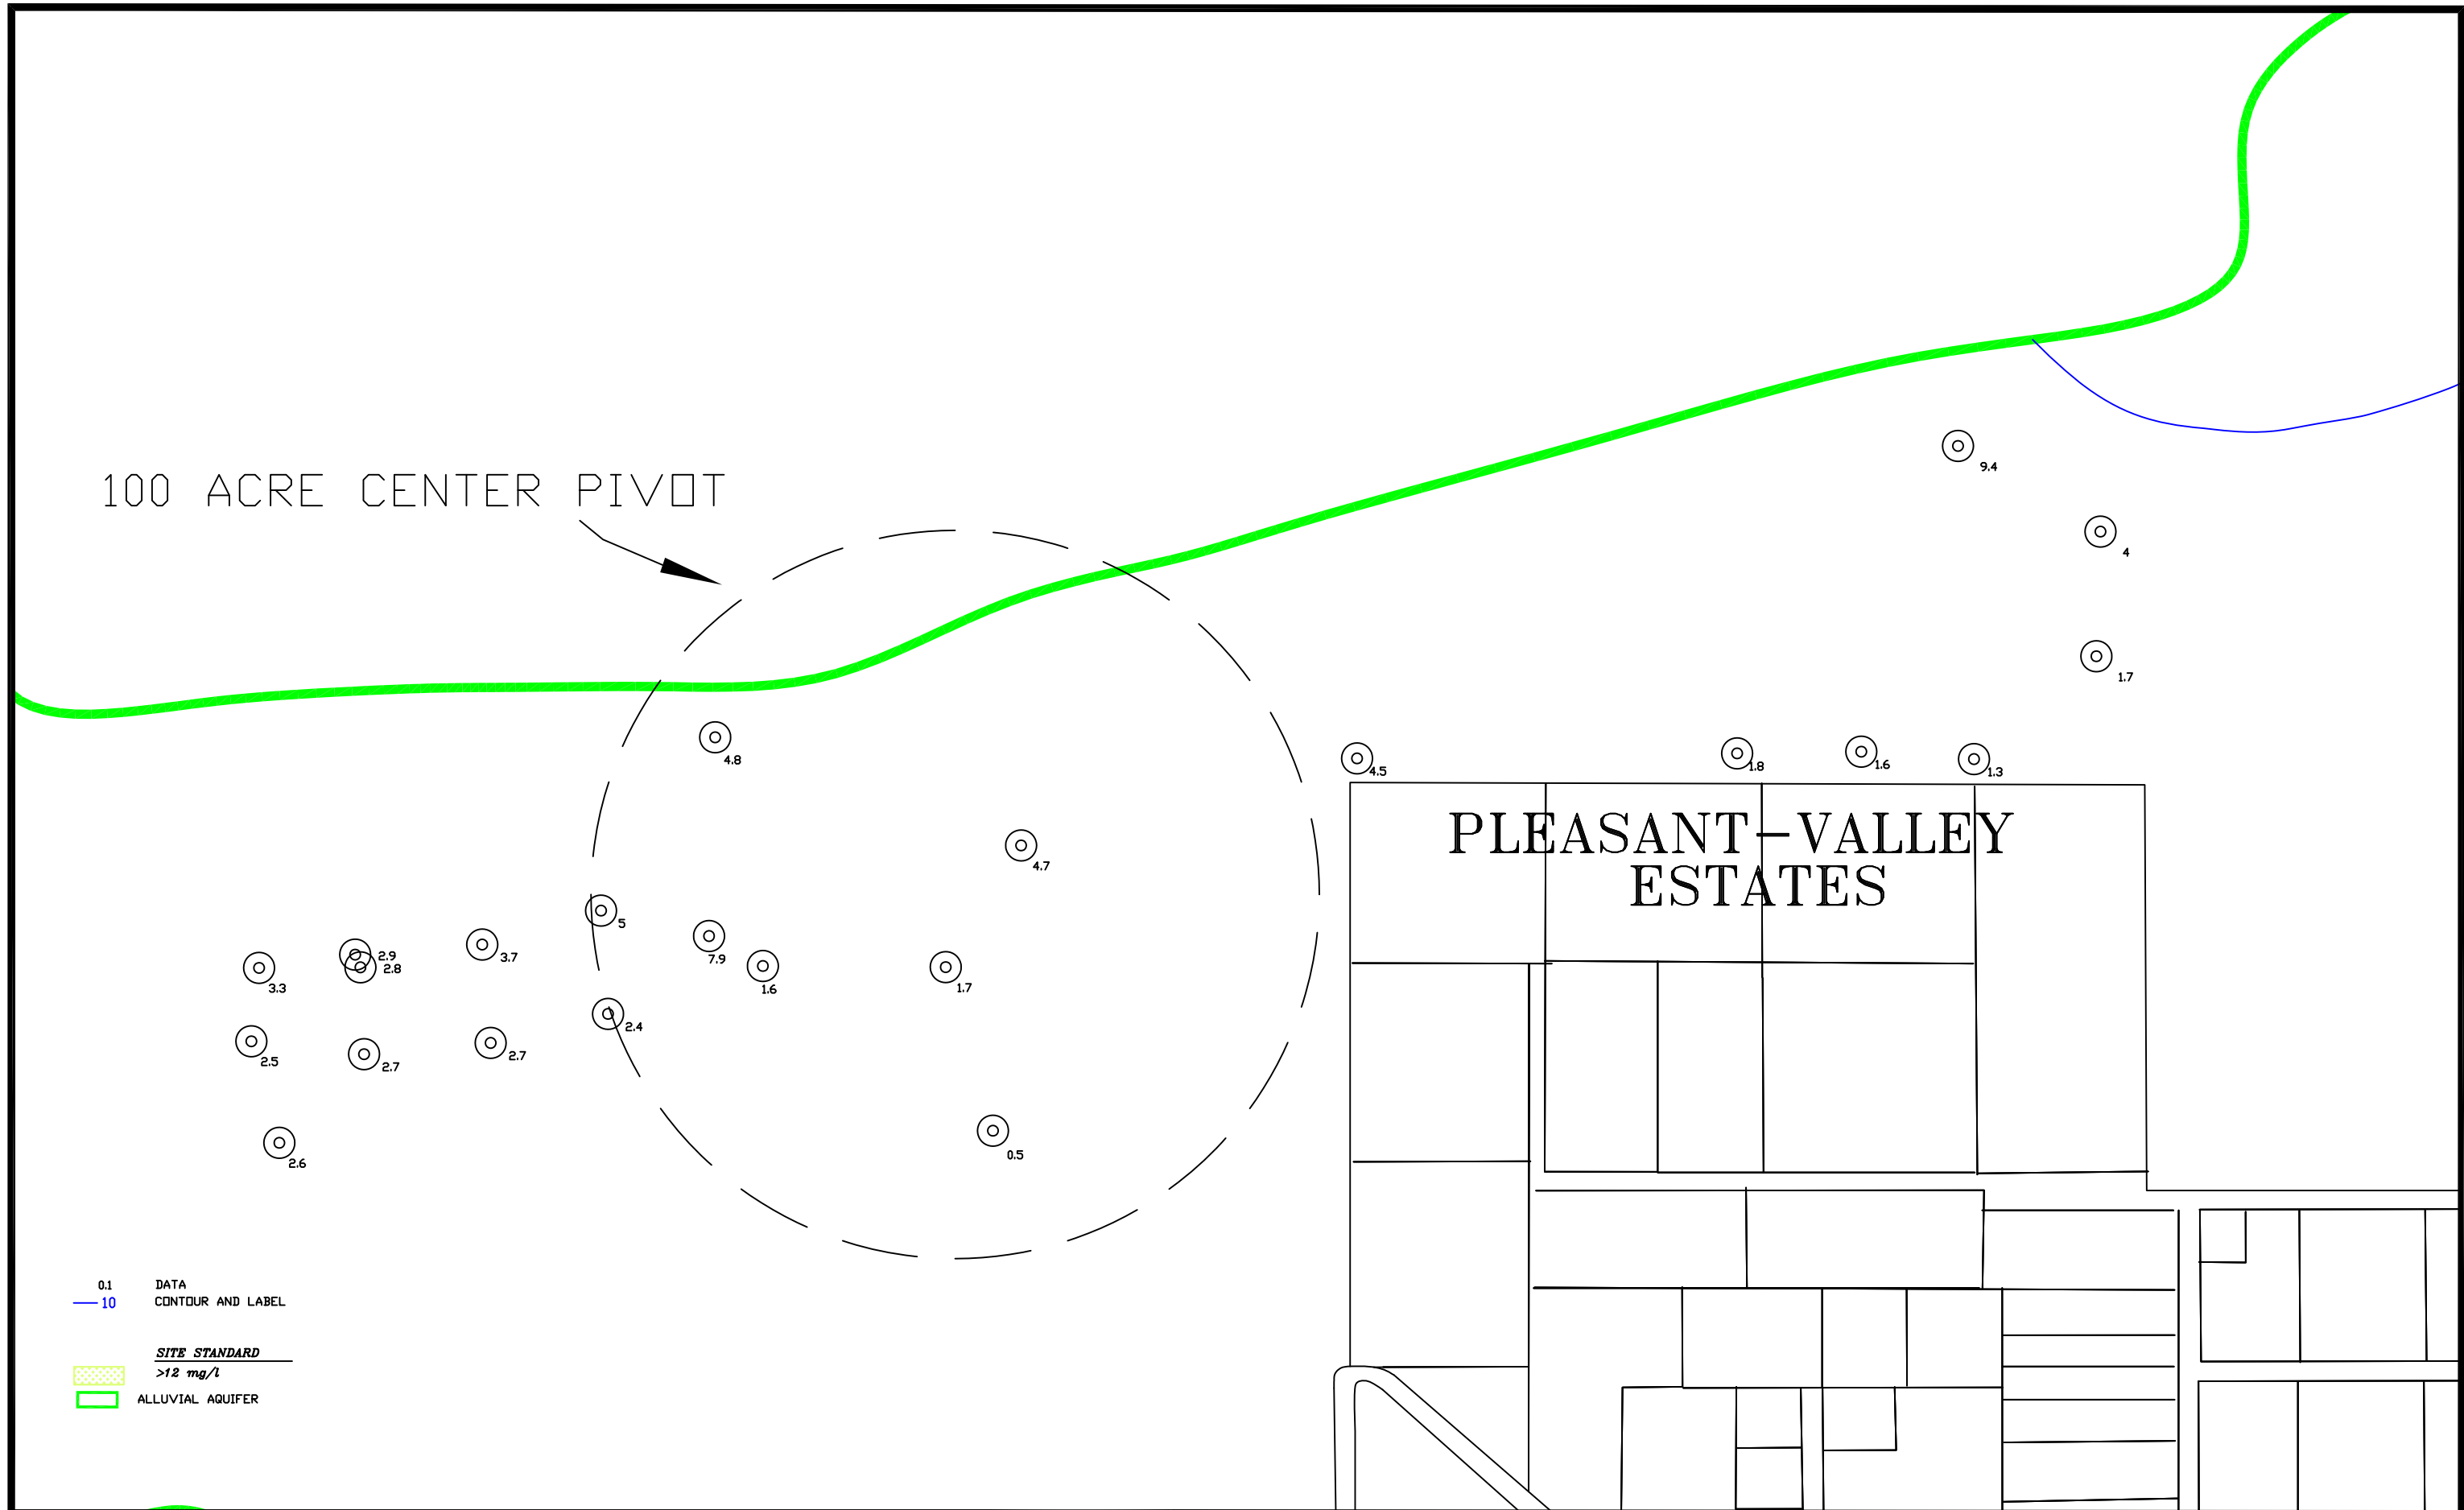 100 ACRE CENTER PIVOT
9.4
4
1.7
4.8
4.5
1.8
1.6
1.3
PLEASANT-VALLEY
ESTATES
4.7
5
7.9
3.7
2.9
2.8
3.3
1.6
1.7
2.4
2.5
2.7
2.7
0.5
2.6
0.1 DATA
10 CONTOUR AND LABEL
SITE STANDARD
>12 mg/l
ALLUVIAL AQUIFER